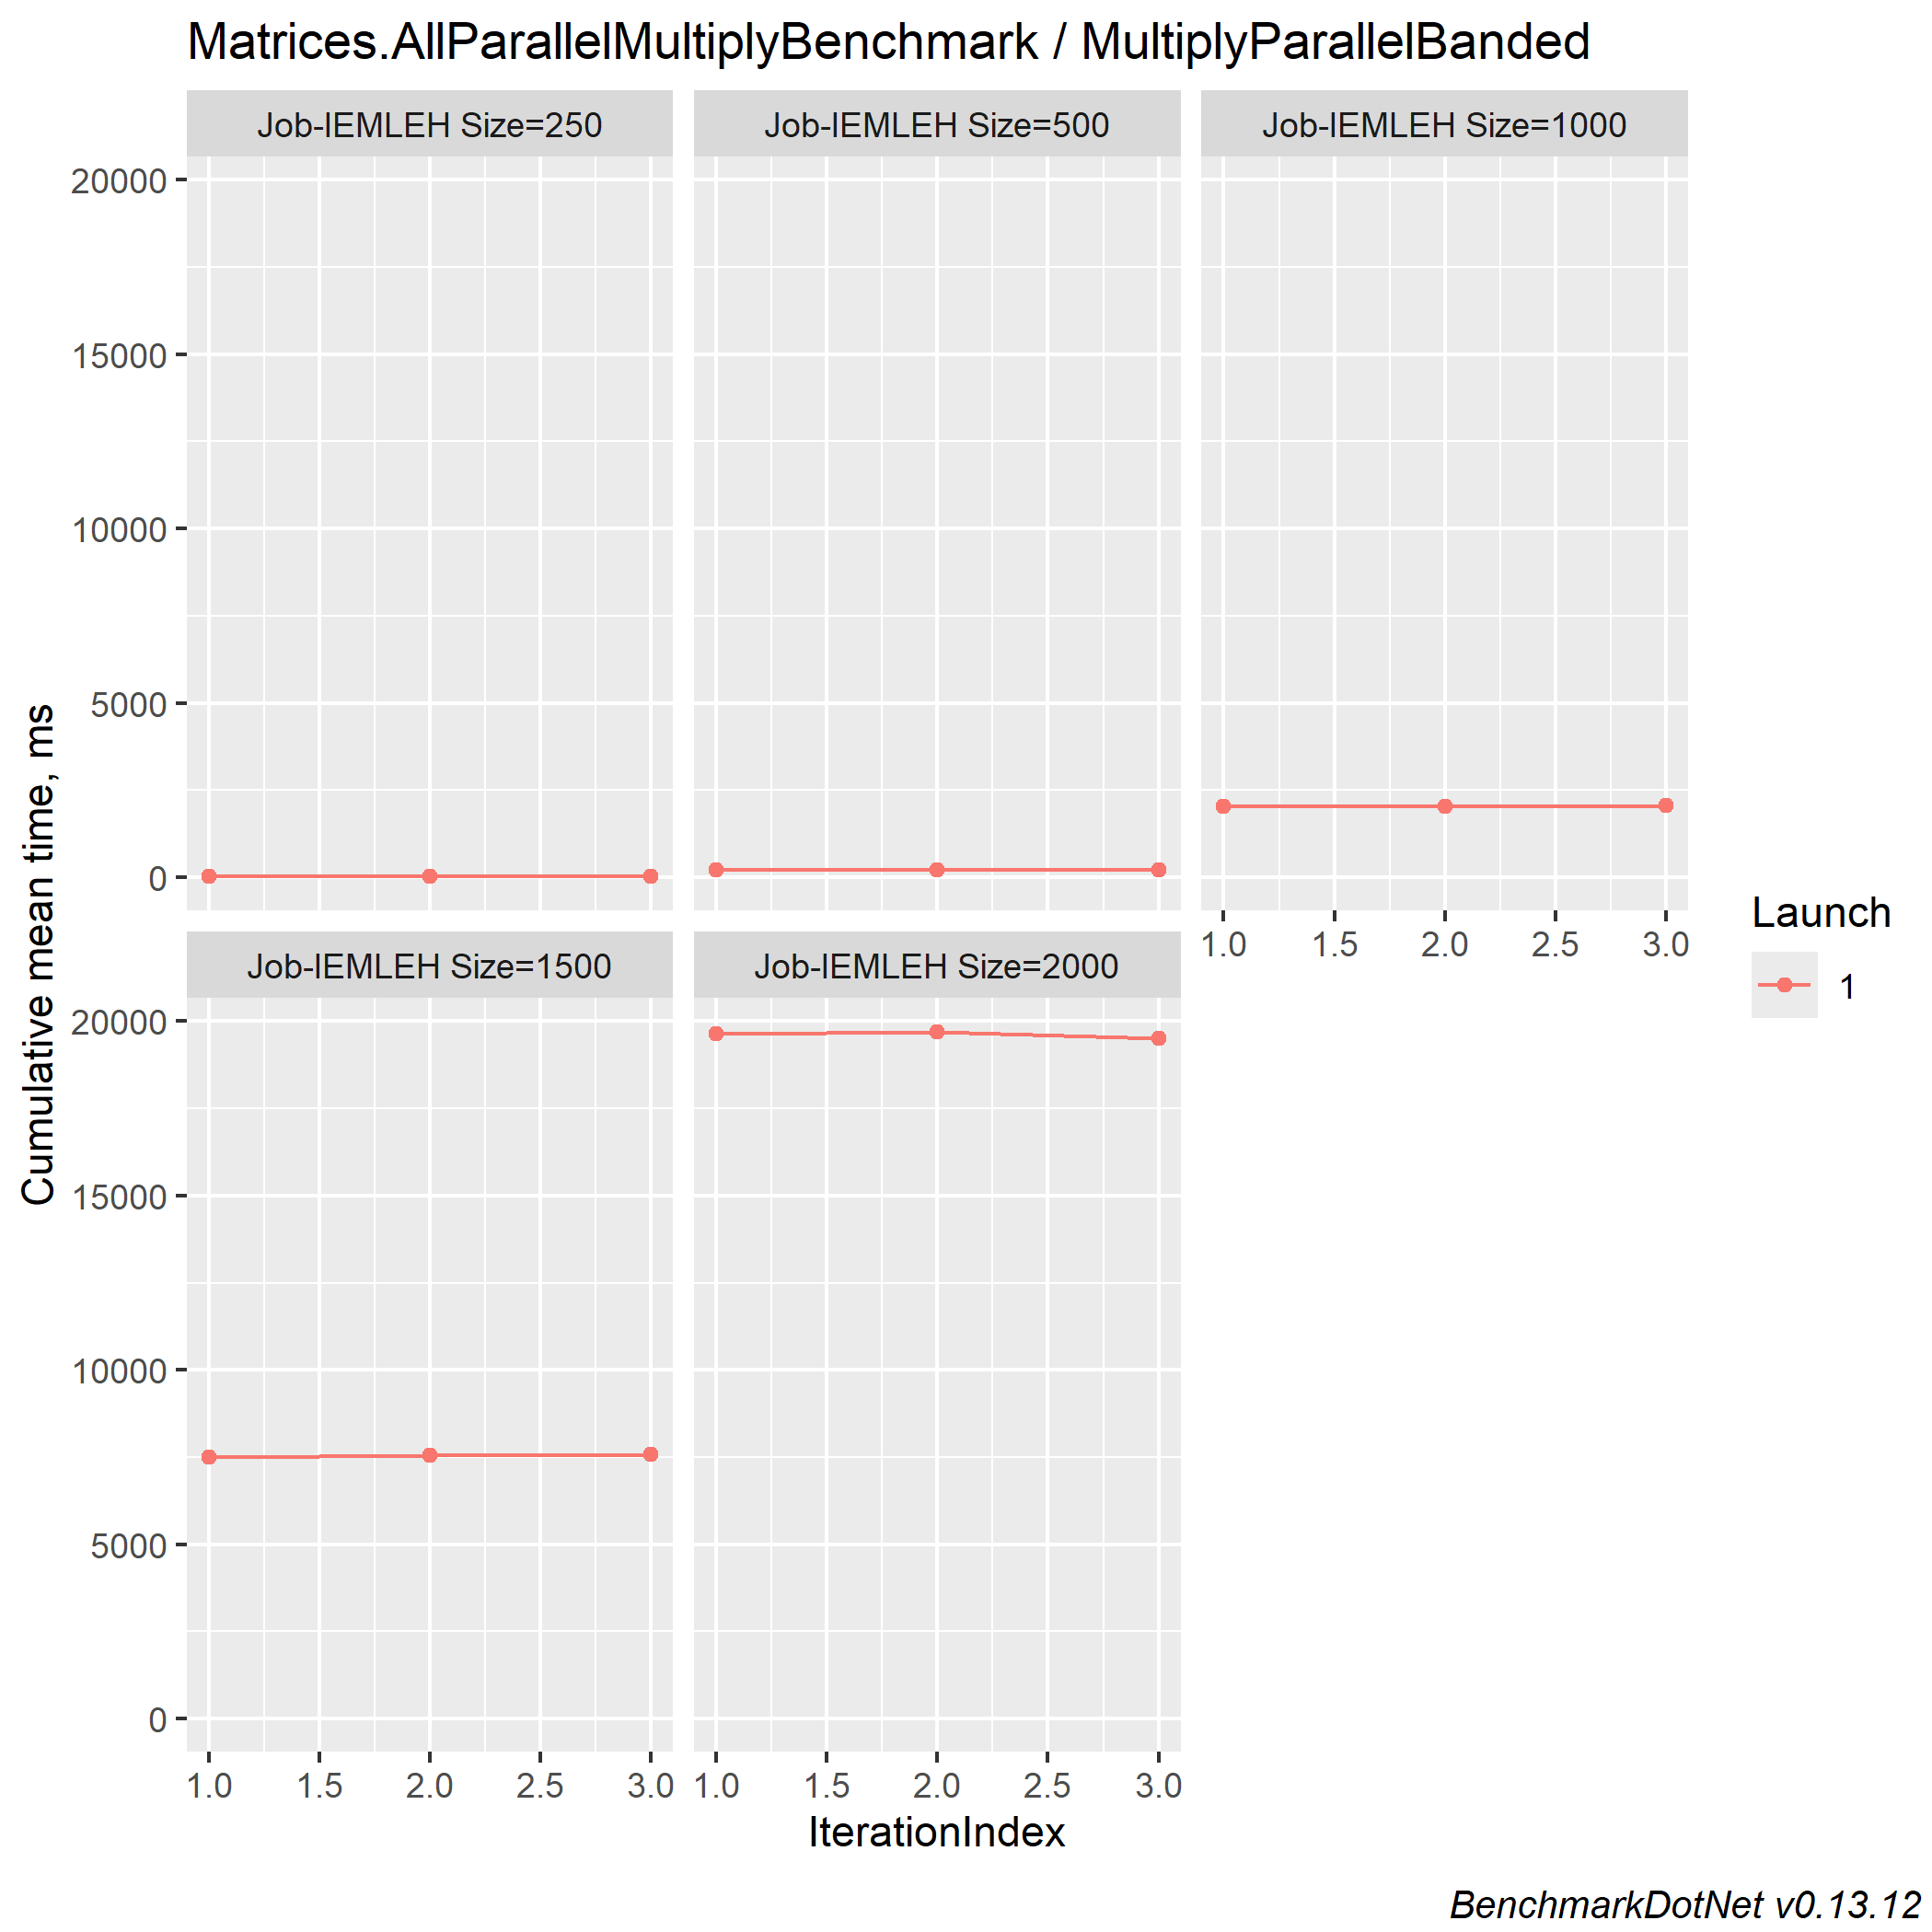 Matrices.AllParallelMultiplyBenchmark / MultiplyParallelBanded
Job-IEMLEH Size=250
Job-IEMLEH Size=500
Job-IEMLEH Size=1000
20000
15000
10000
5000
0
1.0 1.5 2.0 2.5 3.0
Job-IEMLEH Size=1500
Job-IEMLEH Size=2000
20000
15000
10000
5000
0
1.0 1.5 2.0 2.5 3.0
1.0 1.5 2.0 2.5 3.0
IterationIndex
Cumulative mean time, ms
Launch
1
BenchmarkDotNet v0.13.12